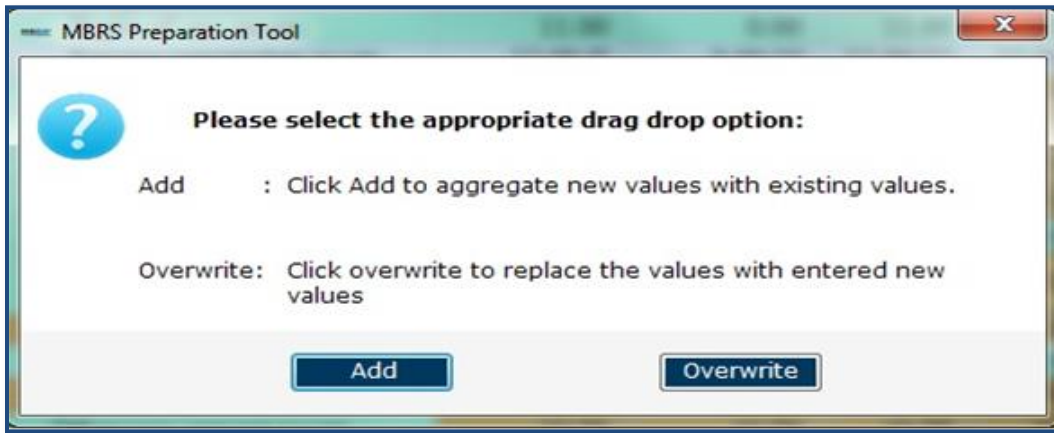 MBRS Preparation Tool
Please select the appropriate drag drop option:
Add : Click Add to aggregate new values with existing values.
Overwrite: Click overwrite to replace the values with entered new
values
Add Overwrite